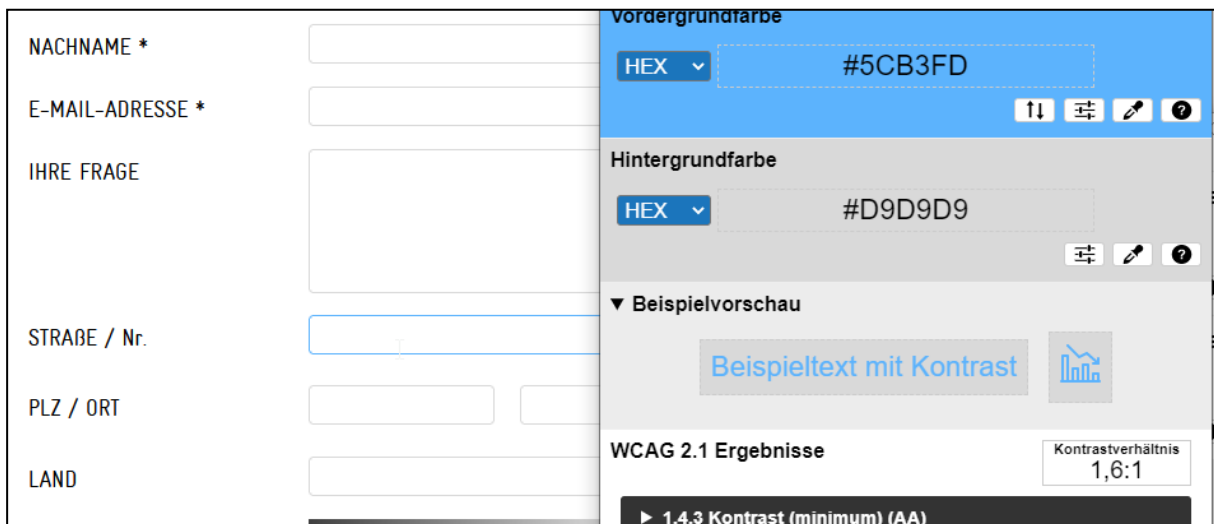 NACHNAME *
E-MAIL-ADRESSE *
IHRE FRAGE
STRAßE / Nr.
PLZ / ORT
LAND
Vordergrundfarbe
HEX
#5CB3FD
Hintergrundfarbe
HEX
#D9D9D9
▼ Beispielvorschau
Beispieltext mit Kontrast
WCAG 2.1 Ergebnisse
Kontrastverhältnis
1,6:1
▶ 1.4.3 Kontrast (minimum) (AA)